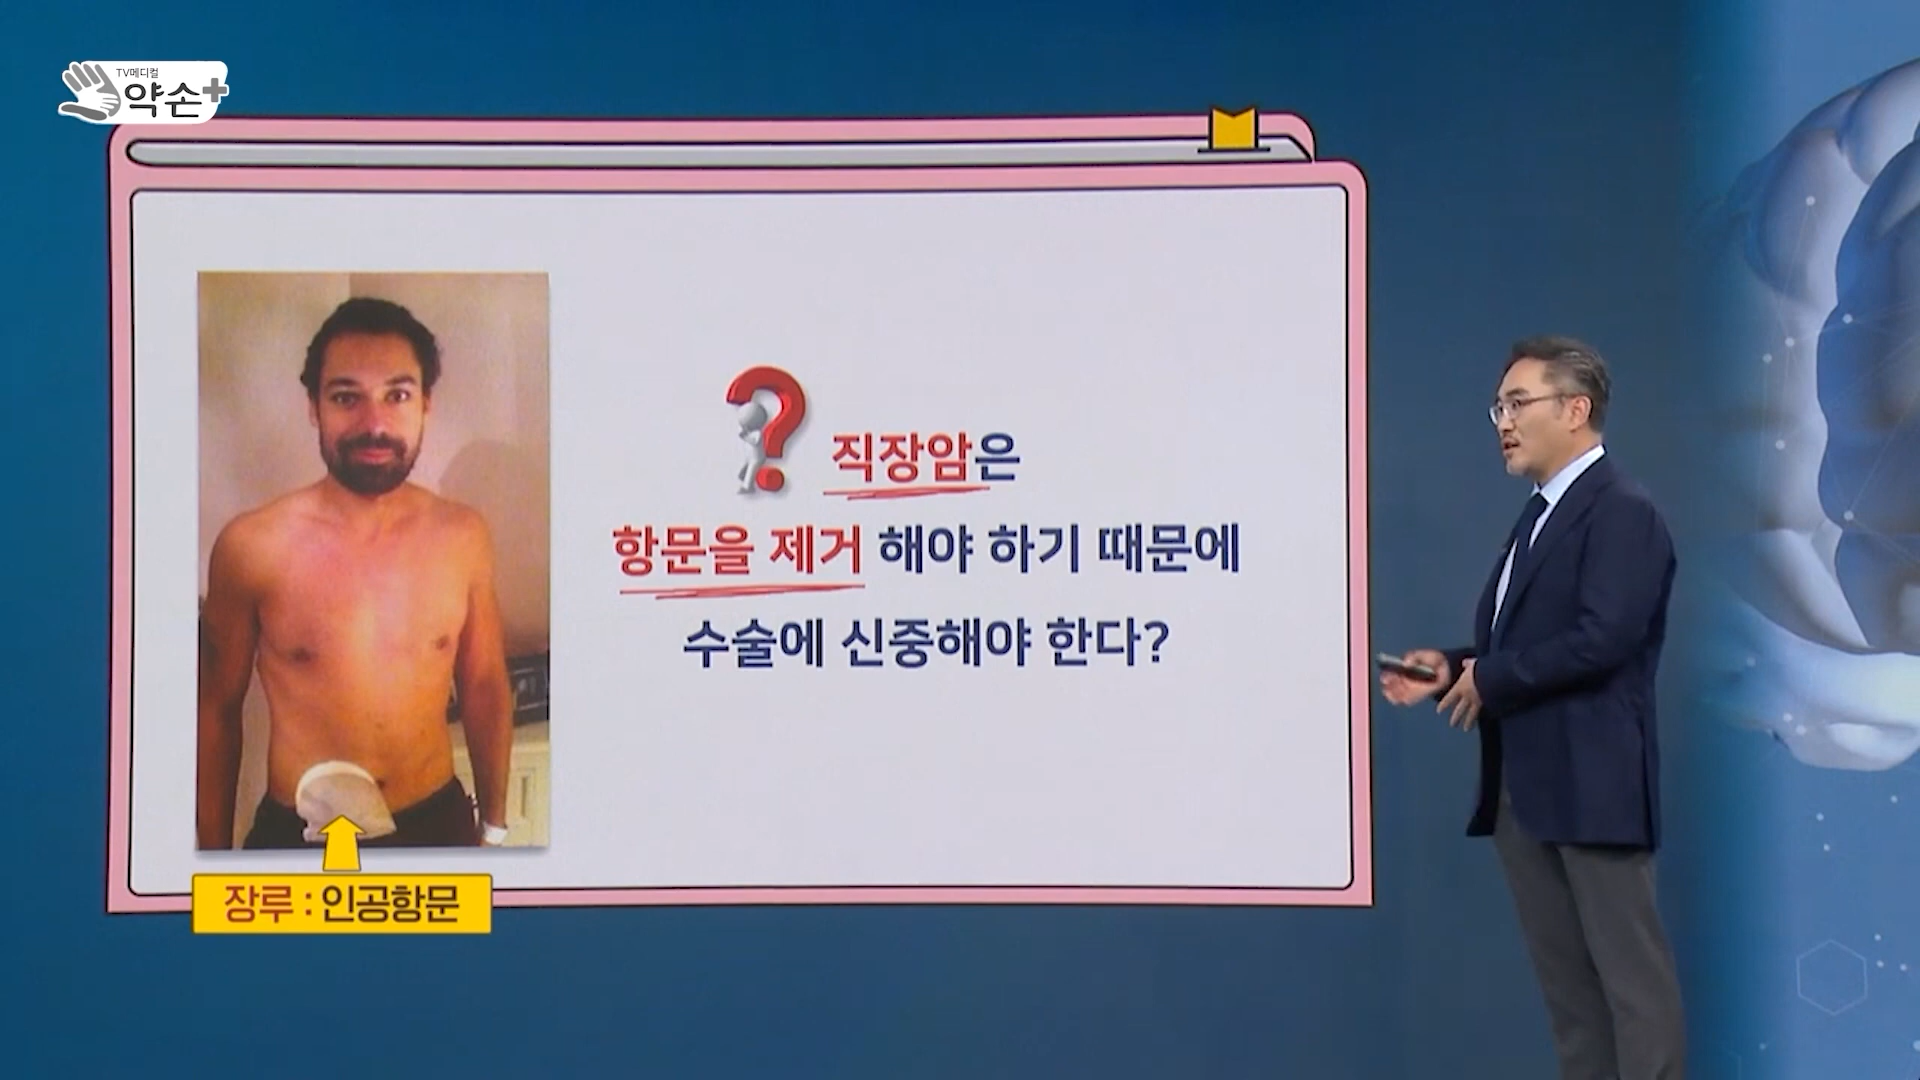 TV메디컬
약손+
직장암은
항문을 제거 해야 하기 때문에
수술에 신중해야 한다?
장루 : 인공항문